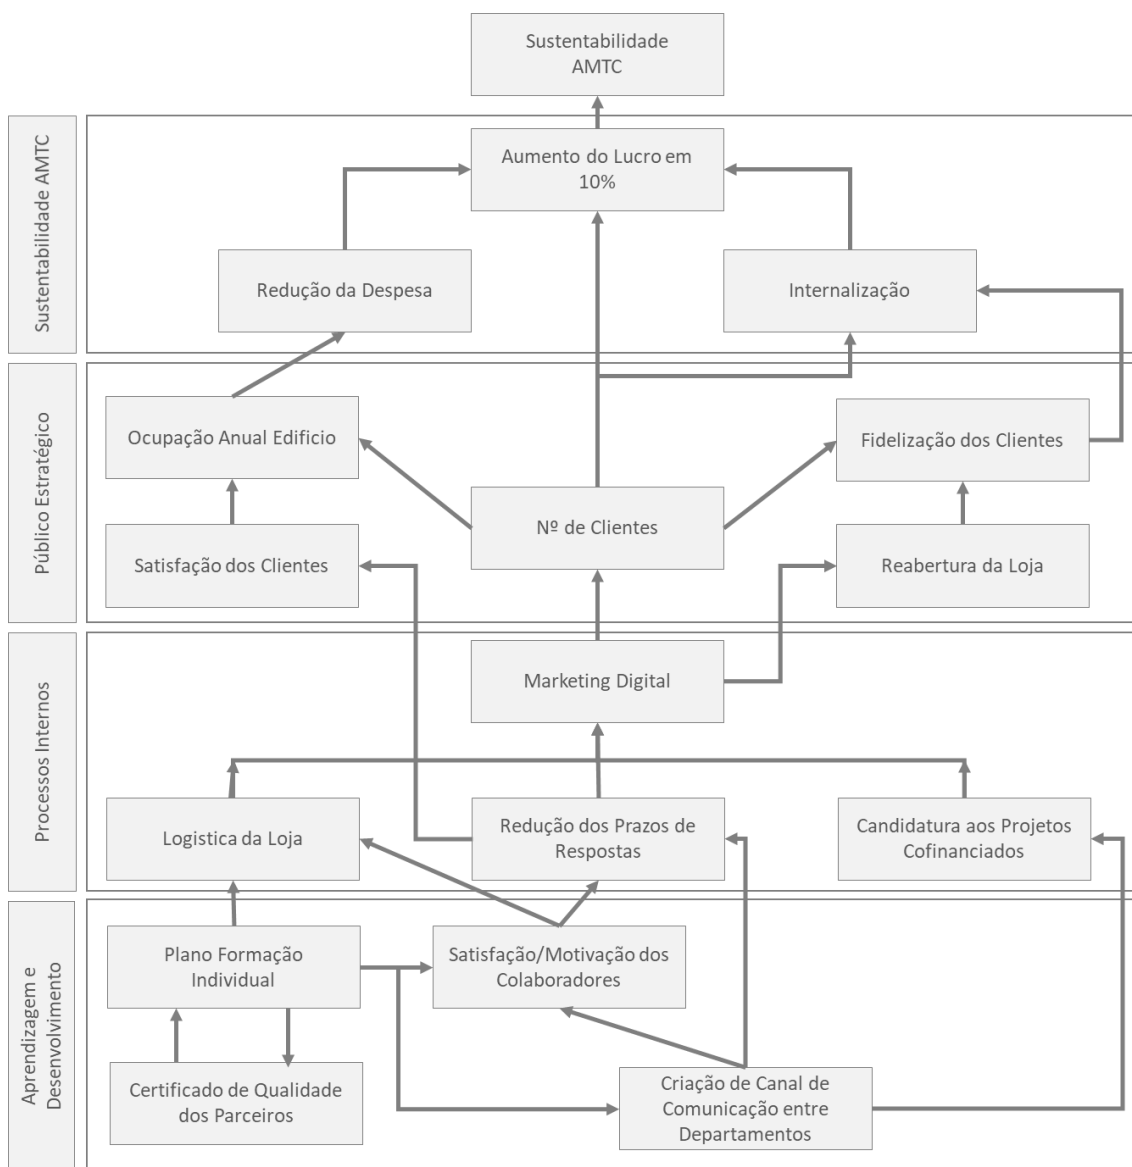 Sustentabilidade
AMTC
Sustentabilidade AMTC
Aumento do Lucro em
10%
Redução da Despesa
Internalização
Público Estratégico
Ocupação Anual Edificio
Fidelização dos Clientes
Nº de Clientes
Satisfação dos Clientes
Reabertura da Loja
Processos Internos
Marketing Digital
Logistica da Loja
Redução dos Prazos de
Respostas
Candidatura aos Projetos
Cofinanciados
Aprendizagem e
Desenvolvimento
Plano Formação
Individual
Satisfação/Motivação dos
Colaboradores
Certificado de Qualidade
dos Parceiros
Criação de Canal de
Comunicação entre
Departamentos